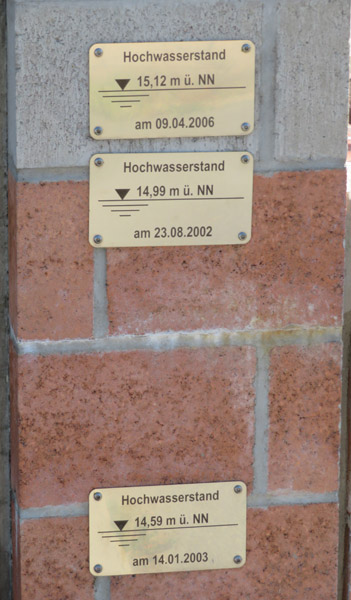 Hochwasserstand
15,12 m ü. NN
am 09.04.2006
Hochwasserstand
14,99 m ü. NN
am 23.08.2002
Hochwasserstand
14,59 m ü. NN
am 14.01.2003